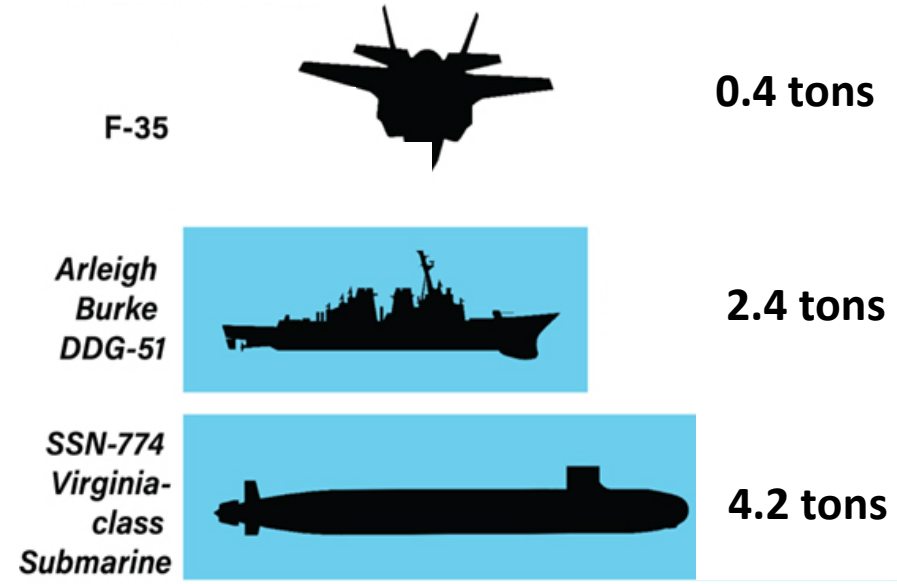 F-35
0.4 tons
Arleigh
Burke
DDG-51
2.4 tons
SSN-774
Virginia-
class
Submarine
4.2 tons